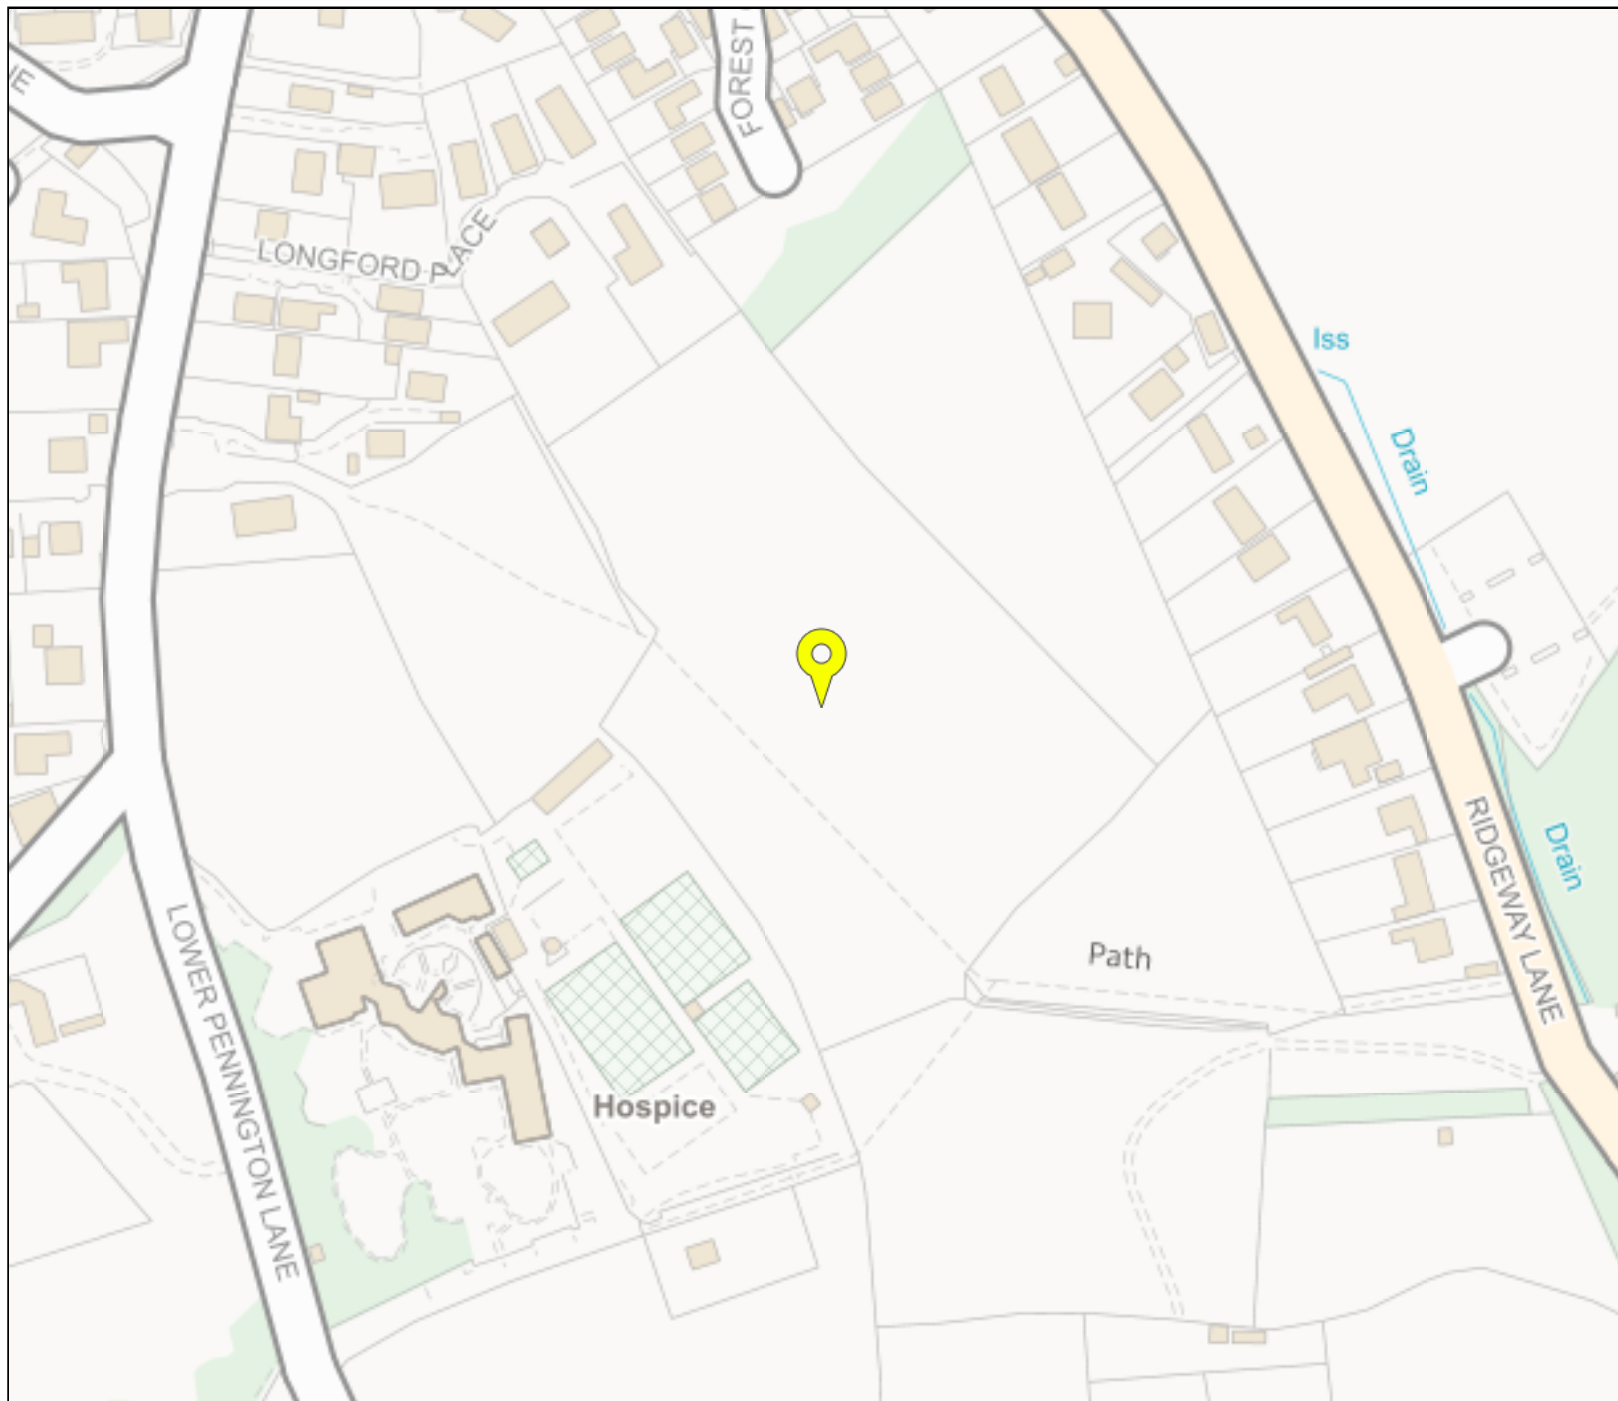 FOREST
LONGFORD PLACE
Iss
Drain
RIDGEWAY LANE
Drain
Path
LOWER PENNINGTON LANE
Hospice